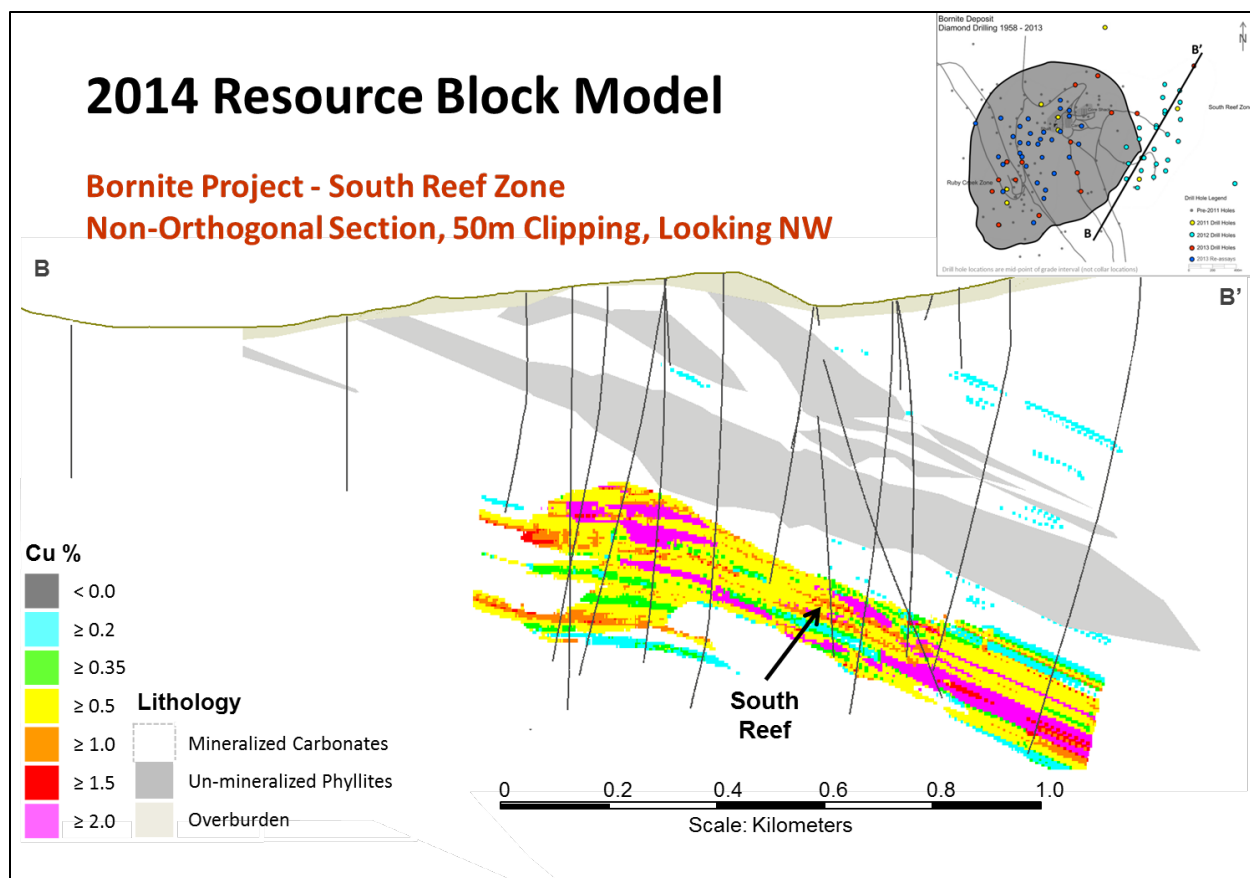 2014 Resource Block Model
Bornite Project - South Reef Zone
Non-Orthogonal Section, 50m Clipping, Looking NW
Bornite Deposit
Diamond Drilling 1958 - 2013
N
B'
South Reef Zone
Ruby Creek Zone
B
Drill Hole Legend
Pre-2011 Holes
2011 Drill Holes
2012 Drill Holes
2013 Drill Holes
2013 Re-assays
Drill hole locations are mid-point of grade interval (not collar locations)
B
B’
Cu %
< 0.0
≥ 0.2
≥ 0.35
≥ 0.5
≥ 1.0
≥ 1.5
≥ 2.0
Lithology
Mineralized Carbonates
Un-mineralized Phyllites
Overburden
South
Reef
0 0.2 0.4 0.6 0.8 1.0
Scale: Kilometers